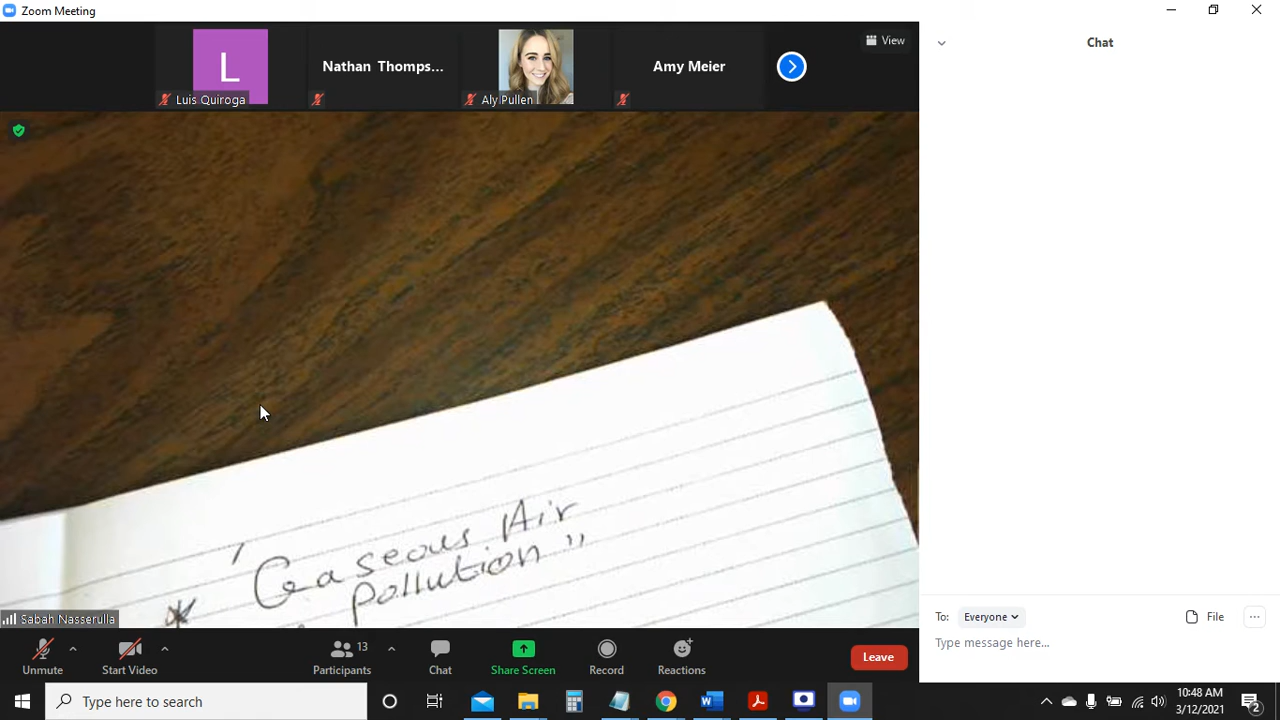 Zoom Meeting
L
Luis Quiroga
Nathan Thomps...
Aly Pullen
Amy Meier
View
Chat
' Gaseous Air
pollution "
*
Sabah Nasserulla
Unmute
Start Video
13
Participants
Chat
Share Screen
Record
Reactions
Leave
To: Everyone
File
...
Type message here...
Type here to search
10:48 AM
3/12/2021
2